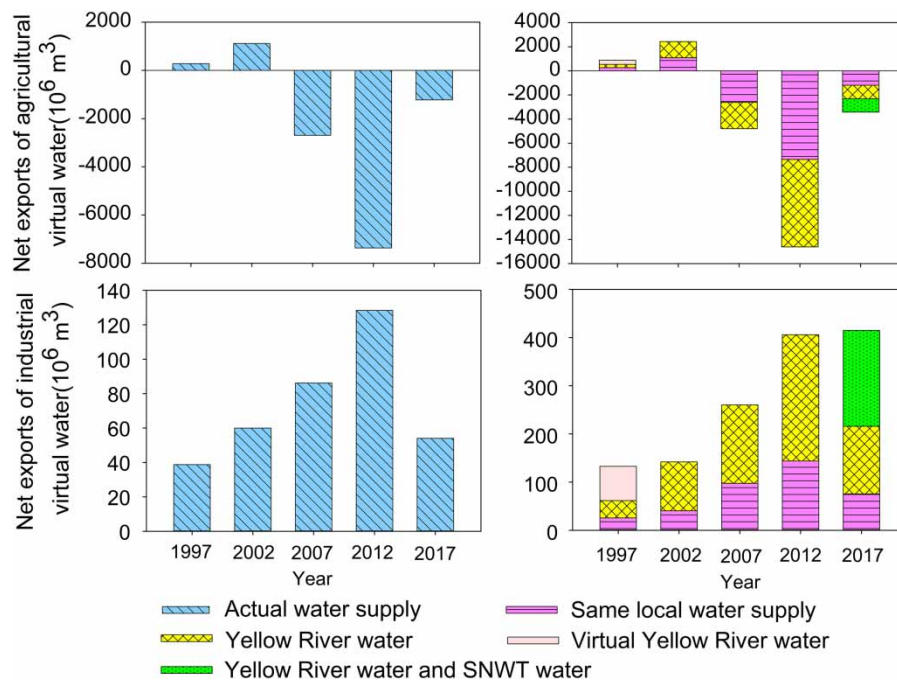 Net exports of agricultural
virtual water(10⁶ m³)
2000
0
-2000
-4000
-6000
-8000
4000
2000
0
-2000
-4000
-6000
-8000
-10000
-12000
-14000
-16000
Net exports of industrial
virtual water(10⁶ m³)
140
120
100
80
60
40
20
0
500
400
300
200
100
0
1997 2002 2007 2012 2017
Year
1997 2002 2007 2012 2017
Year
Actual water supply
Same local water supply
Yellow River water
Virtual Yellow River water
Yellow River water and SNWT water